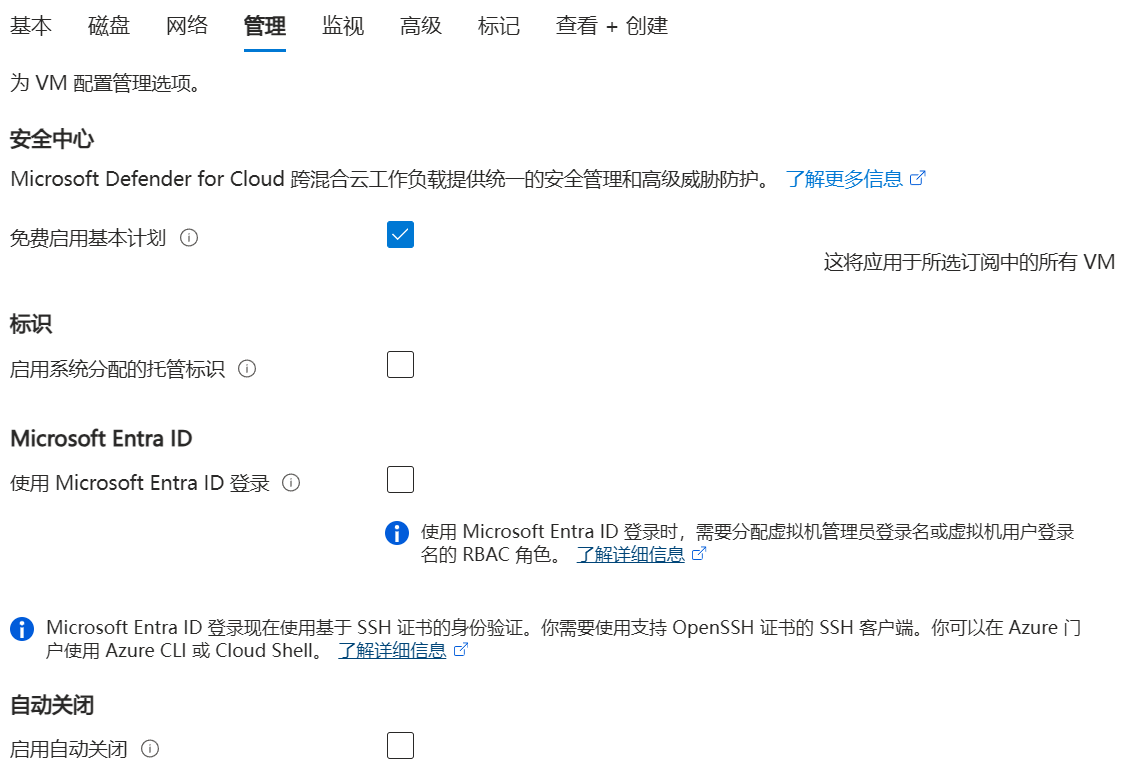 基本 磁盘 网络 管理 监视 高级 标记 查看 + 创建
为 VM 配置管理选项。
安全中心
Microsoft Defender for Cloud 跨混合云工作负载提供统一的安全管理和高级威胁防护。 了解更多信息
免费启用基本计划
这将应用于所选订阅中的所有 VM
标识
启用系统分配的托管标识
Microsoft Entra ID
使用 Microsoft Entra ID 登录
使用 Microsoft Entra ID 登录时，需要分配虚拟机管理员登录名或虚拟机用户登录
名的 RBAC 角色。 了解详细信息
Microsoft Entra ID 登录现在使用基于 SSH 证书的身份验证。你需要使用支持 OpenSSH 证书的 SSH 客户端。你可以在 Azure 门
户使用 Azure CLI 或 Cloud Shell。 了解详细信息
自动关闭
启用自动关闭